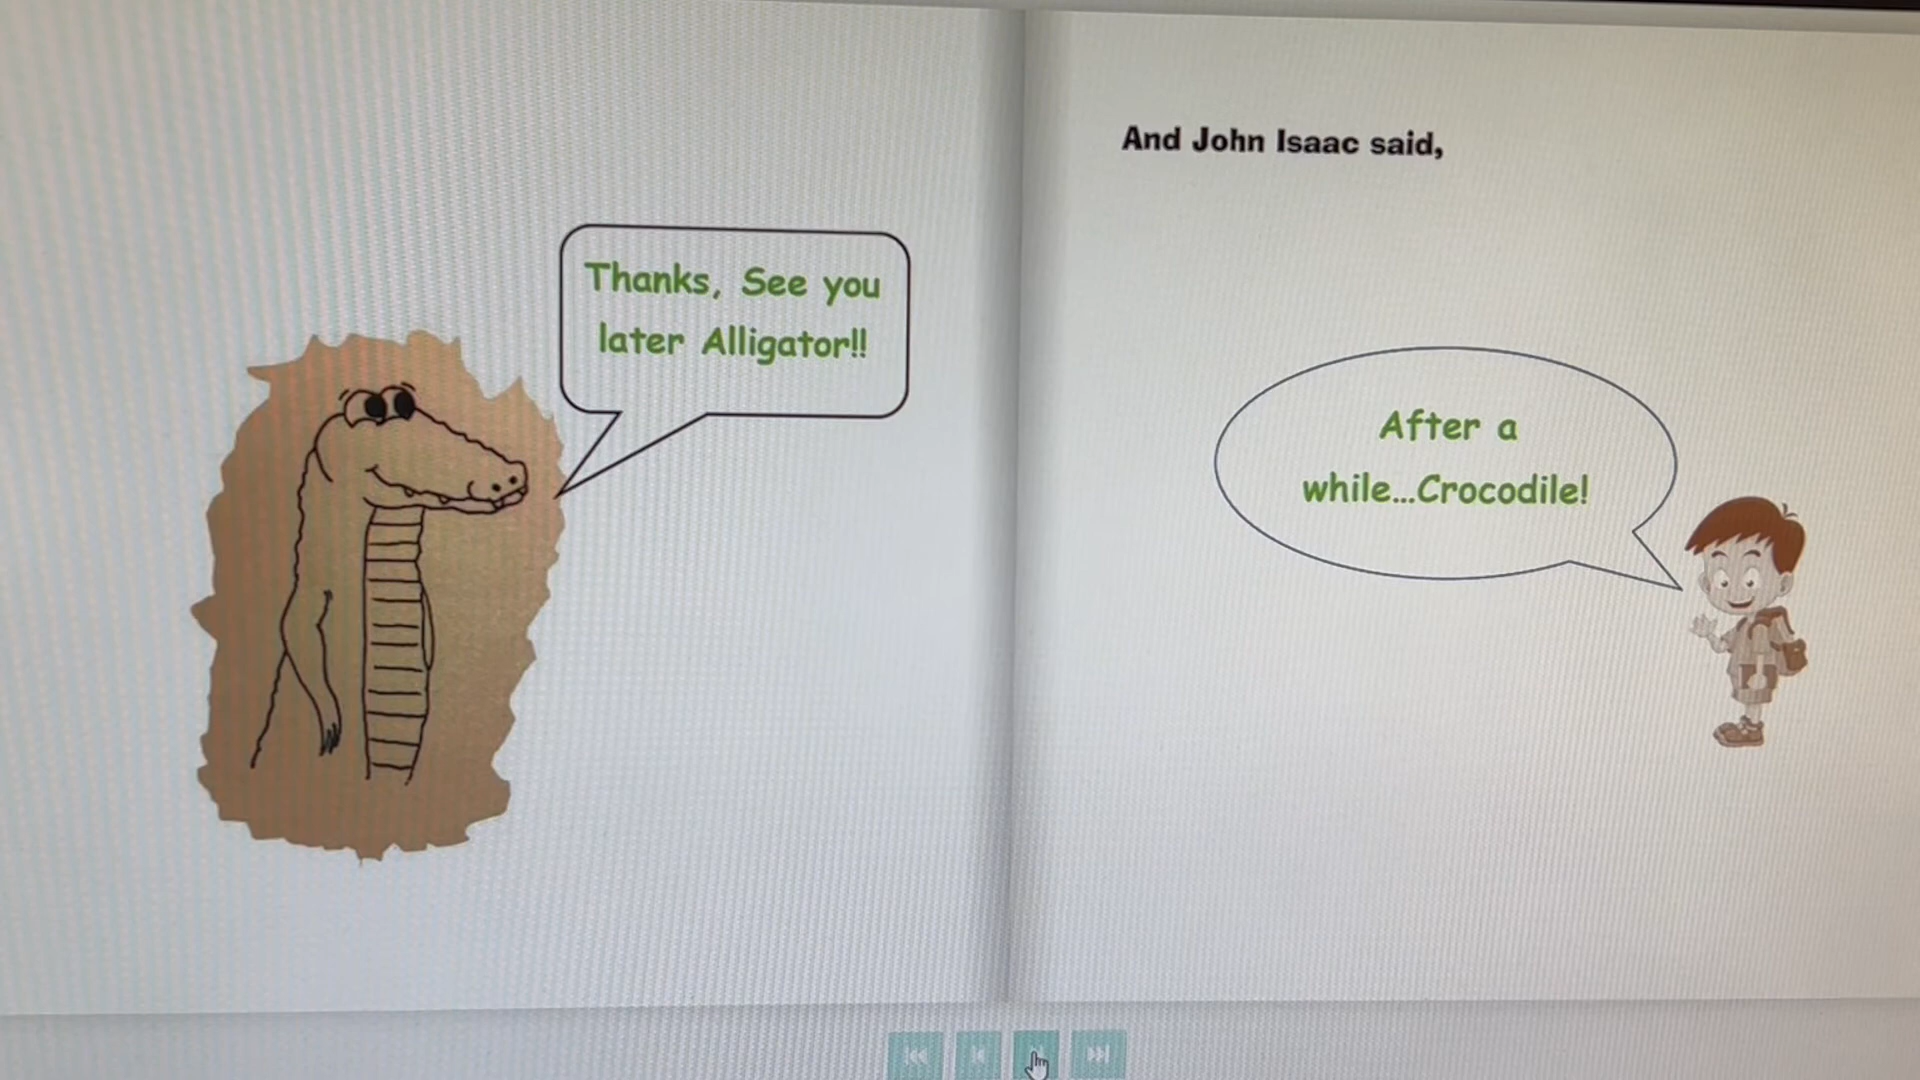 Thanks, See you
later Alligator!!
And John Isaac said,
After a
while...Crocodile!